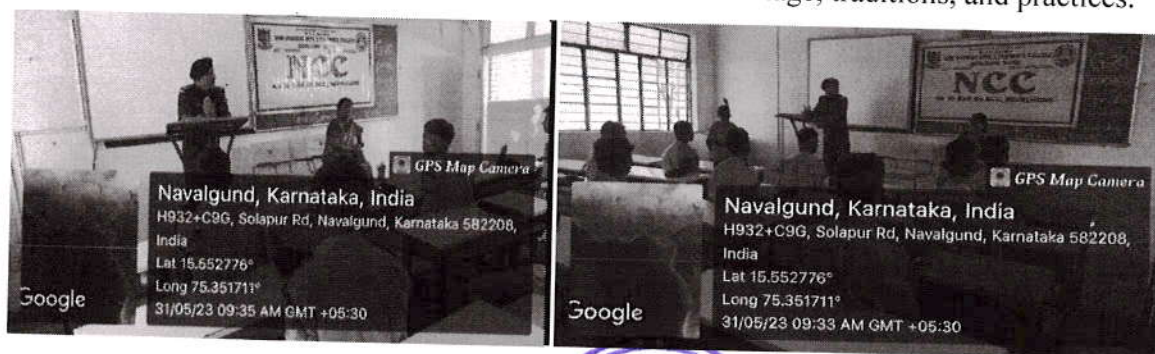 traditions, and practices.
NCC
GPS Map Camera
Navalgund, Karnataka, India
H932+C9G, Solapur Rd, Navalgund, Karnataka 582208,
India
Lat 15.552776°
Long 75.351711°
31/05/23 09:35 AM GMT +05:30
Google
NCC
GPS Map Camera
Navalgund, Karnataka, India
H932+C9G, Solapur Rd, Navalgund, Karnataka 582208,
India
Lat 15.552776°
Long 75.351711°
31/05/23 09:33 AM GMT +05:30
Google